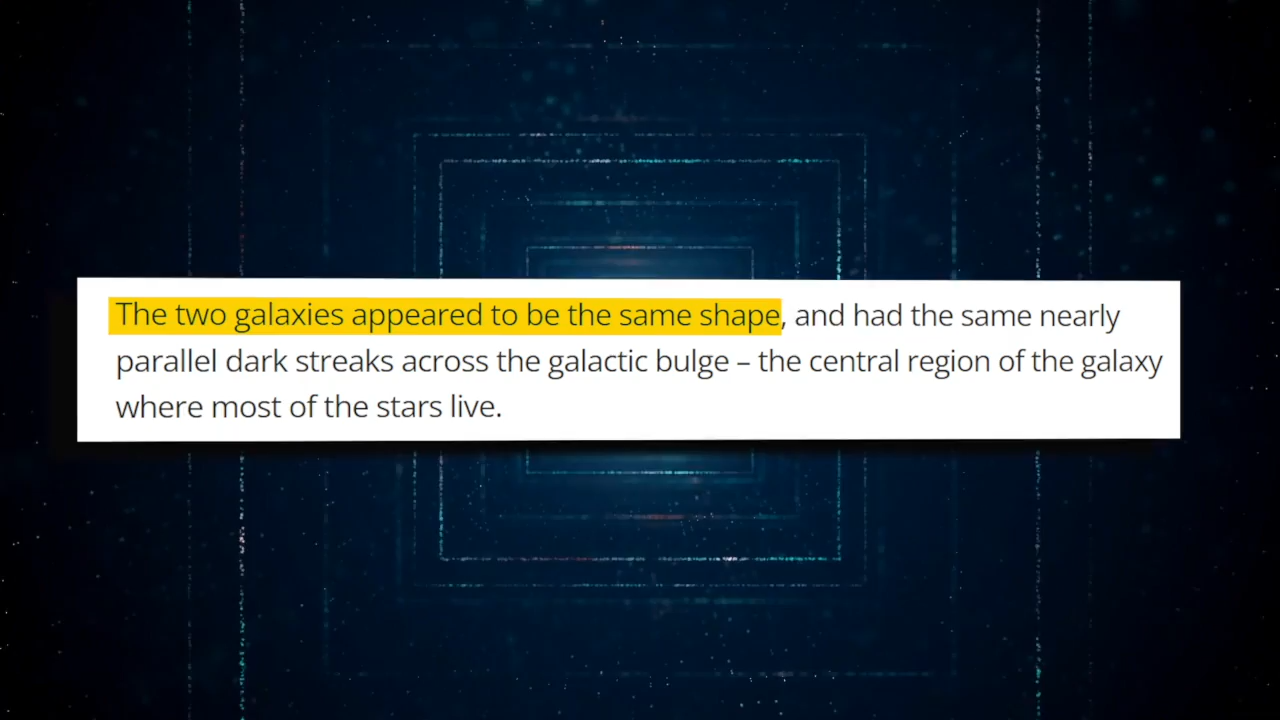 The two galaxies appeared to be the same shape, and had the same nearly
parallel dark streaks across the galactic bulge – the central region of the galaxy
where most of the stars live.